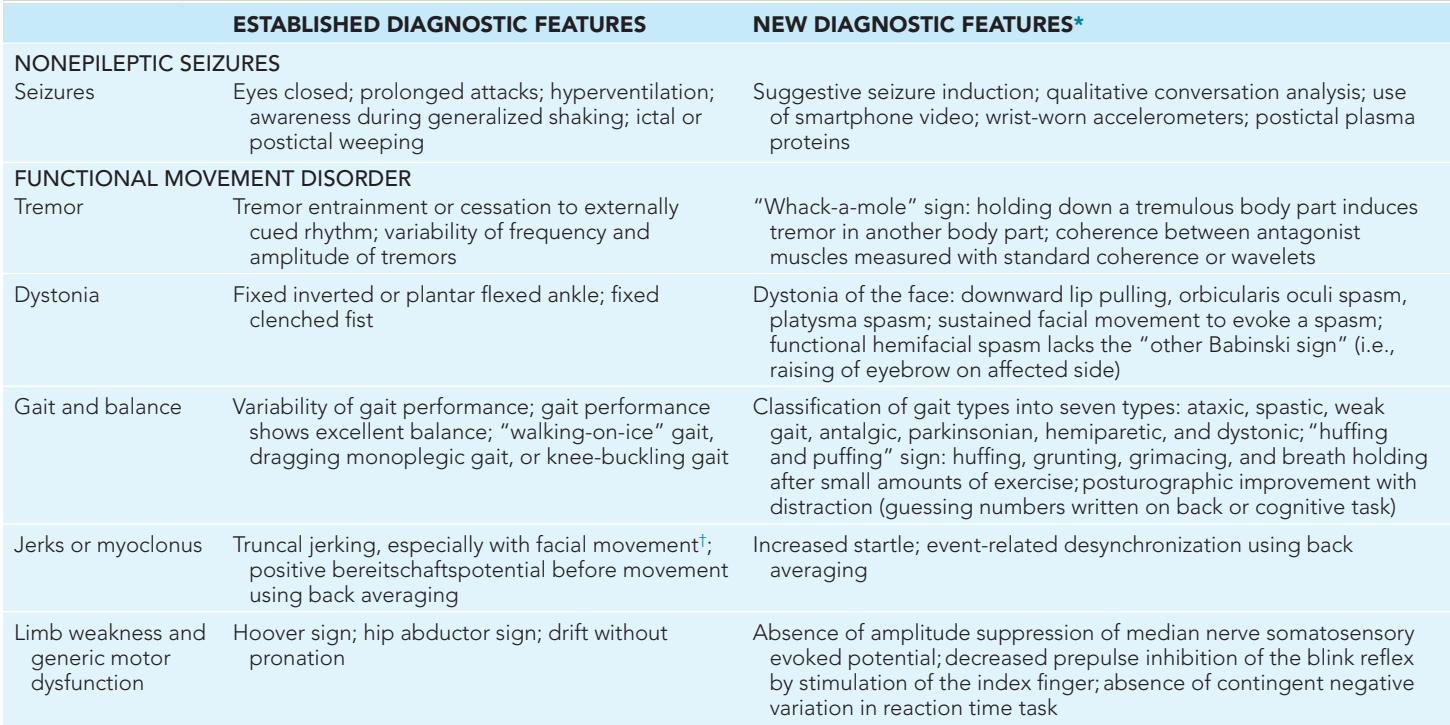 ESTABLISHED DIAGNOSTIC FEATURES NEW DIAGNOSTIC FEATURES*
NONEPILEPTIC SEIZURES
Seizures
Eyes closed; prolonged attacks; hyperventilation;
awareness during generalized shaking; ictal or
postictal weeping
Suggestive seizure induction; qualitative conversation analysis; use
of smartphone video; wrist-worn accelerometers; postictal plasma
proteins
FUNCTIONAL MOVEMENT DISORDER
Tremor
Tremor entrainment or cessation to externally
cued rhythm; variability of frequency and
amplitude of tremors
“Whack-a-mole” sign: holding down a tremulous body part induces
tremor in another body part; coherence between antagonist
muscles measured with standard coherence or wavelets
Dystonia
Fixed inverted or plantar flexed ankle; fixed
clenched fist
Dystonia of the face: downward lip pulling, orbicularis oculi spasm,
platysma spasm; sustained facial movement to evoke a spasm;
functional hemifacial spasm lacks the “other Babinski sign” (i.e.,
raising of eyebrow on affected side)
Gait and balance
Variability of gait performance; gait performance
shows excellent balance; “walking-on-ice” gait,
dragging monoplegic gait, or knee-buckling gait
Classification of gait types into seven types: ataxic, spastic, weak
gait, antalgic, parkinsonian, hemiparetic, and dystonic; “huffing
and puffing” sign: huffing, grunting, grimacing, and breath holding
after small amounts of exercise; posturographic improvement with
distraction (guessing numbers written on back or cognitive task)
Jerks or myoclonus
Truncal jerking, especially with facial movement†;
positive bereitschaftspotential before movement
using back averaging
Increased startle; event-related desynchronization using back
averaging
Limb weakness and
generic motor
dysfunction
Hoover sign; hip abductor sign; drift without
pronation
Absence of amplitude suppression of median nerve somatosensory
evoked potential; decreased prepulse inhibition of the blink reflex
by stimulation of the index finger; absence of contingent negative
variation in reaction time task